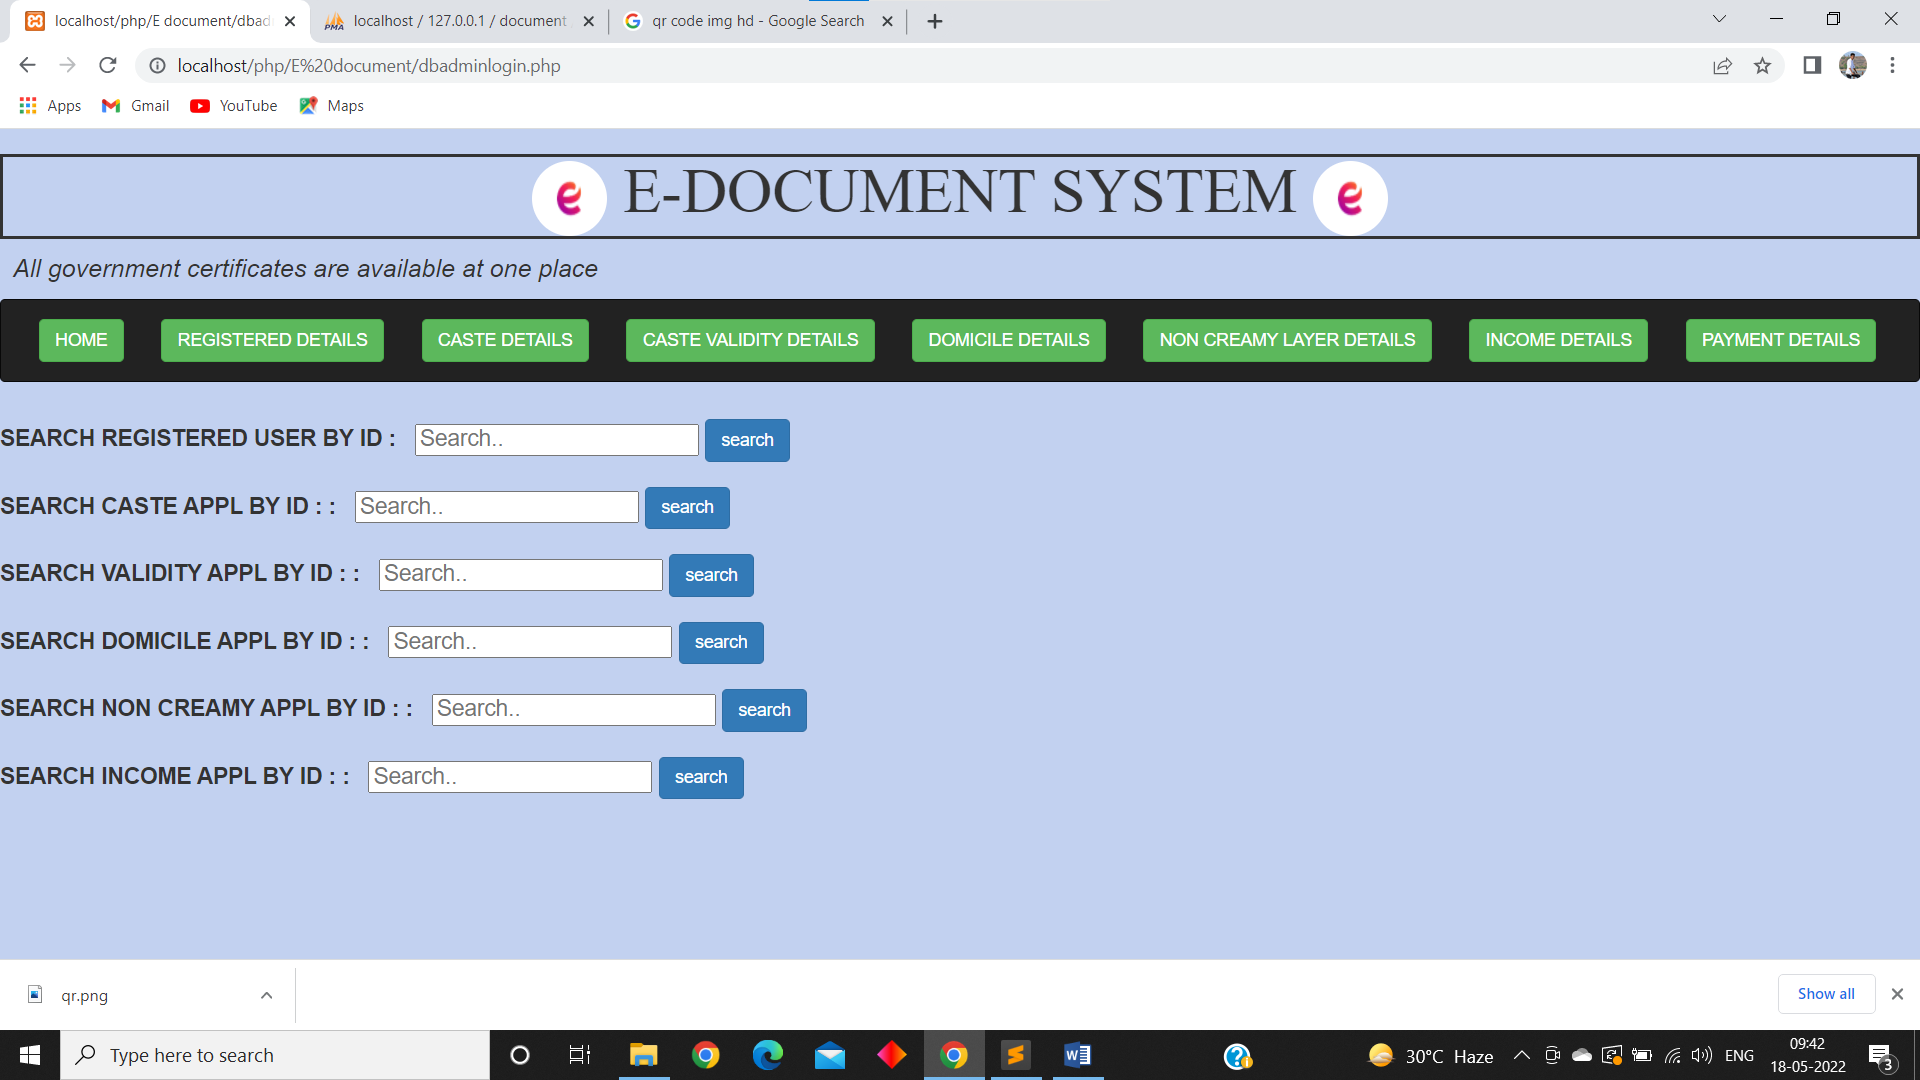 localhost/php/E document/dbad
localhost / 127.0.0.1 / document
qr code img hd - Google Search
localhost/php/E%20document/dbadminlogin.php
Apps
Gmail
YouTube
Maps
e E-DOCUMENT SYSTEM e
All government certificates are available at one place
HOME REGISTERED DETAILS CASTE DETAILS CASTE VALIDITY DETAILS DOMICILE DETAILS NON CREAMY LAYER DETAILS INCOME DETAILS PAYMENT DETAILS
SEARCH REGISTERED USER BY ID : Search.. search
SEARCH CASTE APPL BY ID : : Search.. search
SEARCH VALIDITY APPL BY ID : : Search.. search
SEARCH DOMICILE APPL BY ID : : Search.. search
SEARCH NON CREAMY APPL BY ID : : Search.. search
SEARCH INCOME APPL BY ID : : Search.. search
qr.png
Show all
Type here to search
30°C Haze
ENG
09:42
18-05-2022
3